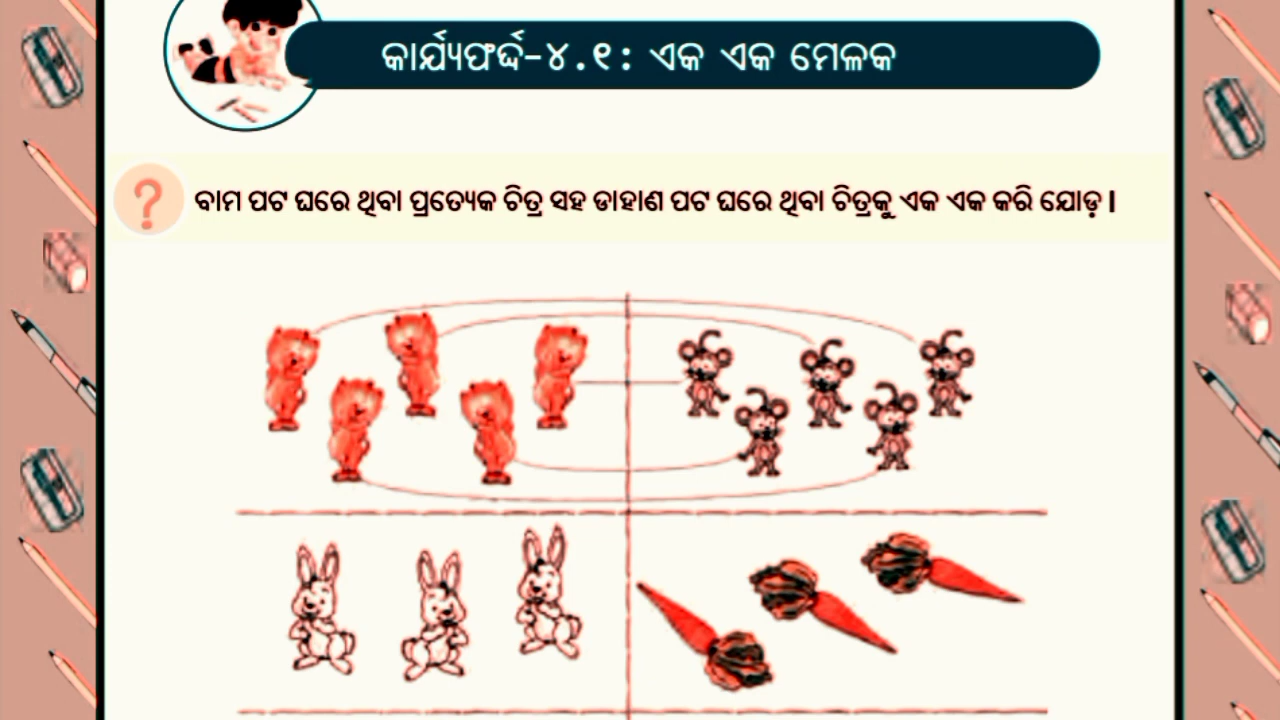 କାର୍ଯ୍ୟଫର୍ଦ୍ଦ-୪.୧: ଏକ ଏକ ମେଳକ
? ବାମ ପଟ ଘରେ ଥିବା ପ୍ରତ୍ୟେକ ଚିତ୍ର ସହ ଡାହାଣ ପଟ ଘରେ ଥିବା ଚିତ୍ରକୁ ଏକ ଏକ କରି ଯୋଡ଼ ।